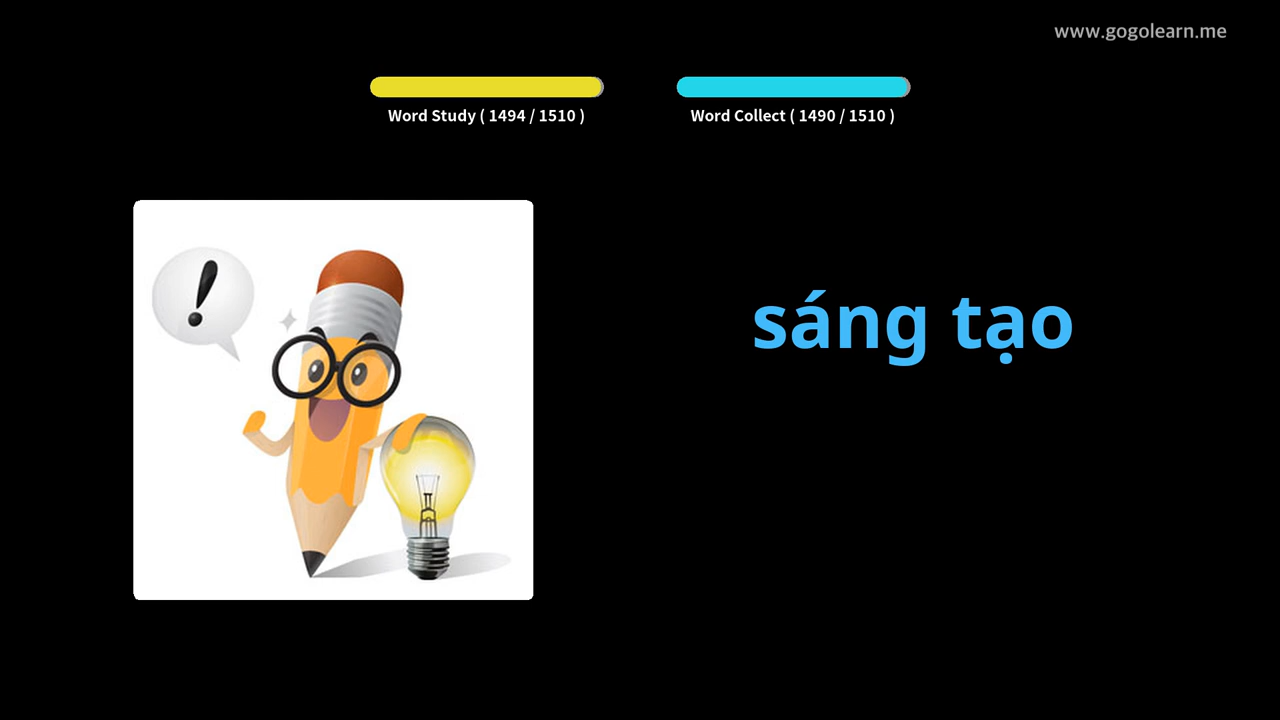 www.gogolearn.me
Word Study ( 1494 / 1510 )
Word Collect ( 1490 / 1510 )
!
sáng tạo